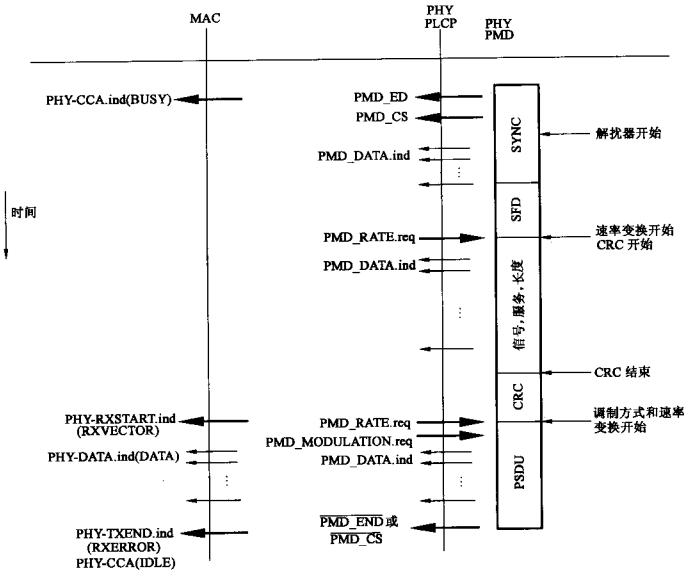 MAC
PHY
PLCP
PHY
PMD
PHY-CCA.ind(BUSY)
PMD_ED
PMD_CS
SYNC
解扰器开始
PMD_DATA.ind
时间
SFD
PMD_RATE.req
速率变换开始
CRC 开始
PMD_DATA.ind
信号,服务,长度
CRC 结束
CRC
PHY-RXSTART.ind
(RXVECTOR)
PMD_RATE.req
PMD_MODULATION.req
调制方式和速率
变换开始
PHY-DATA.ind(DATA)
PMD_DATA.ind
PSDU
PHY-TXEND.ind
(RXERROR)
PHY-CCA(IDLE)
PMD_END或
PMD_CS